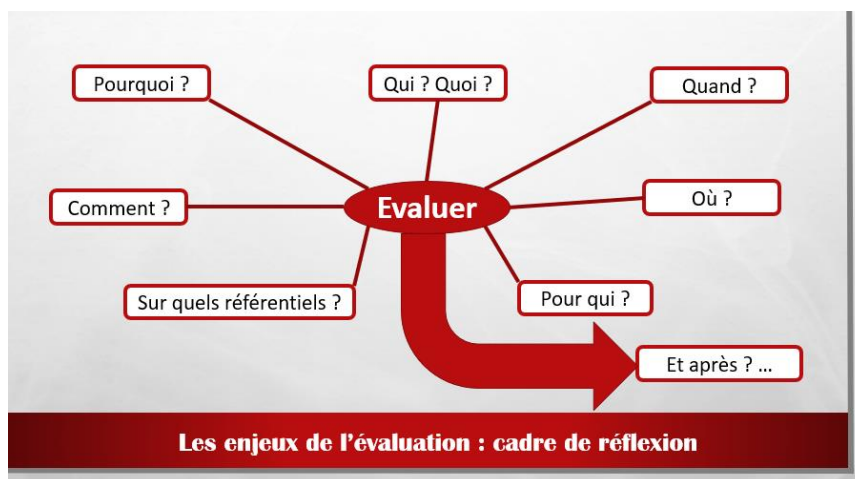 Pourquoi ?
Qui ? Quoi ?
Quand ?
Comment ?
Evaluer
Où ?
Sur quels référentiels ?
Pour qui ?
Et après ? ...
Les enjeux de l'évaluation : cadre de réflexion